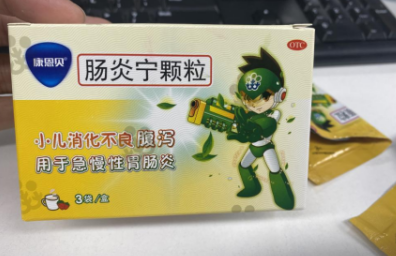 康恩贝
肠炎宁颗粒
OTC
小儿消化不良腹泻
用于急慢性胃肠炎
3袋/盒